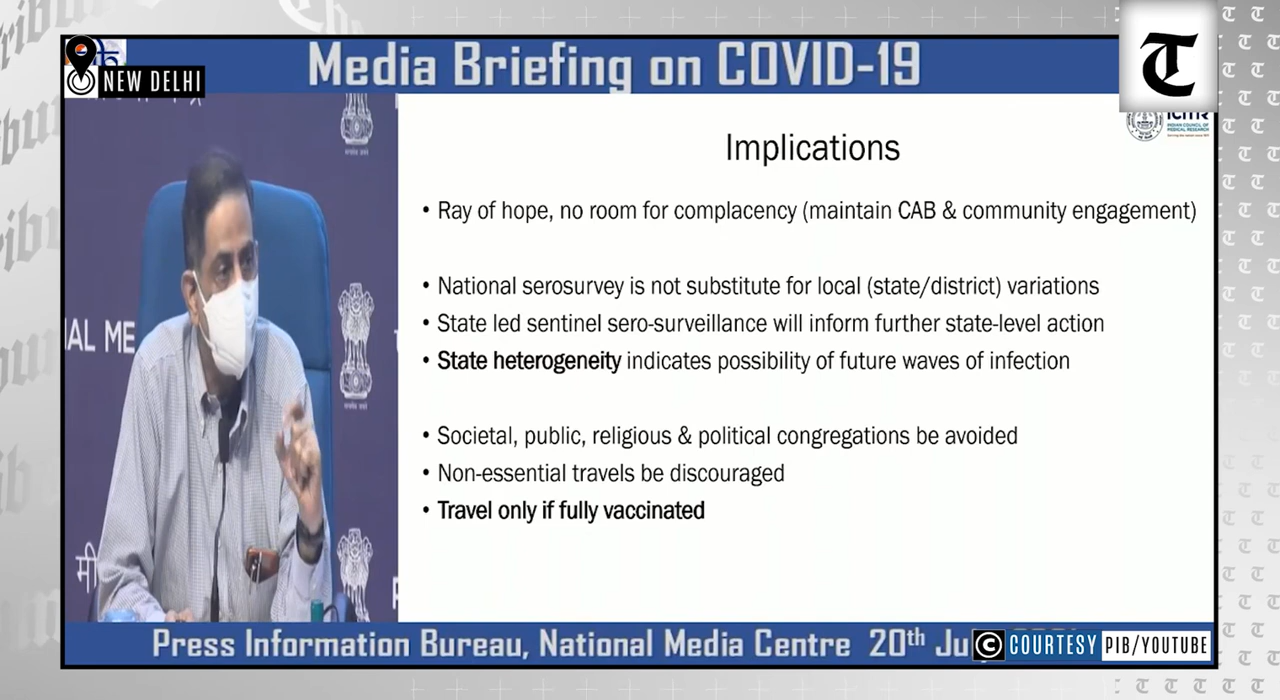 Media Briefing on COVID-19
NEW DELHI
Implications
INDIAN COUNCIL OF
MEDICAL RESEARCH
• Ray of hope, no room for complacency (maintain CAB & community engagement)
• National serosurvey is not substitute for local (state/district) variations
• State led sentinel sero-surveillance will inform further state-level action
• State heterogeneity indicates possibility of future waves of infection
• Societal, public, religious & political congregations be avoided
• Non-essential travels be discouraged
• Travel only if fully vaccinated
AL ME
मी
Press Information Bureau, National Media Centre 20th Ju
© COURTESY PIB/YOUTUBE